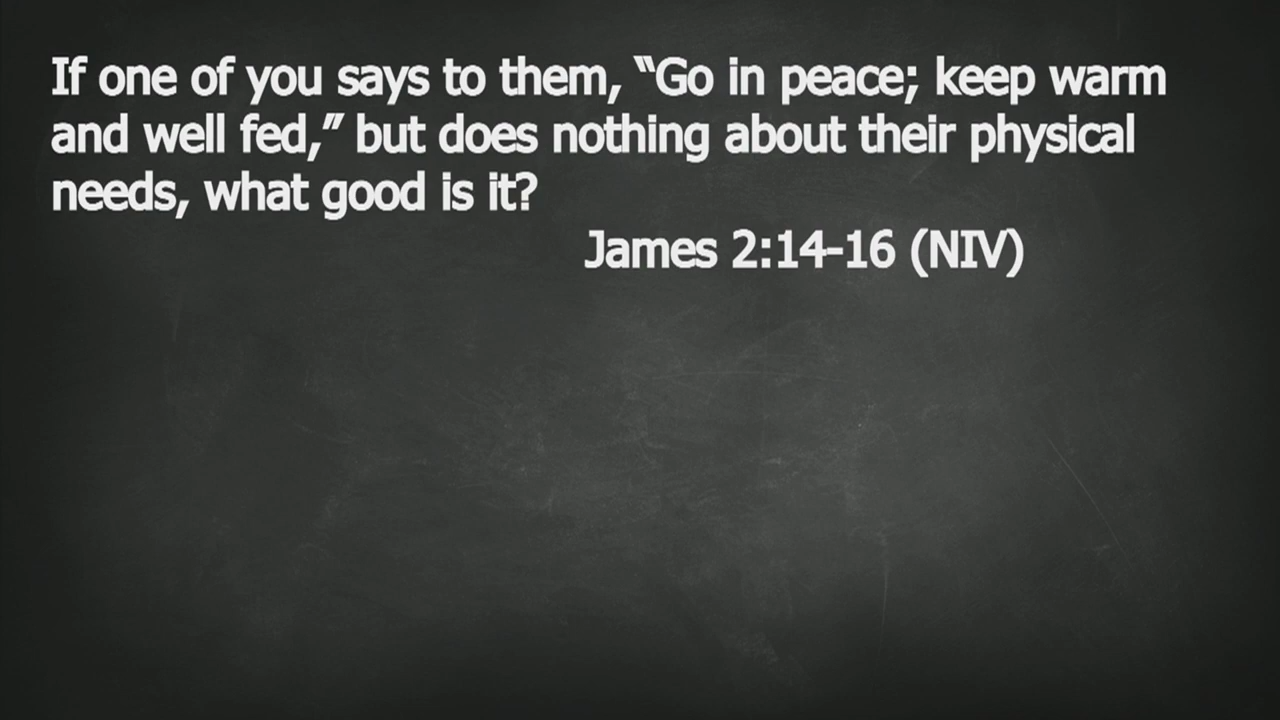 If one of you says to them, “Go in peace; keep warm
and well fed,” but does nothing about their physical
needs, what good is it?
James 2:14-16 (NIV)